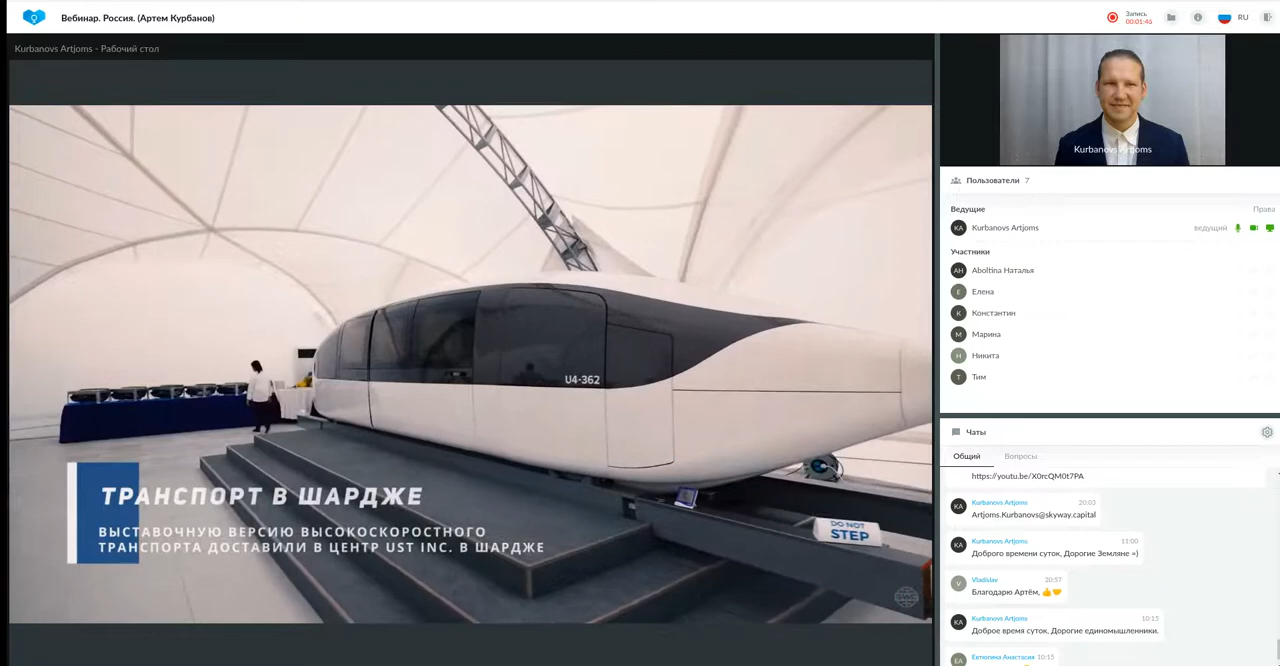 Вебинар. Россия. (Артем Курбанов)
Запись
00:01:46
RU
Kurbanovs Artjoms - Рабочий стол
U4-362
DO NOT
STEP
ТРАНСПОРТ В ШАРДЖЕ
ВЫСТАВОЧНУЮ ВЕРСИЮ ВЫСОКОСКОРОСТНОГО
ТРАНСПОРТА ДОСТАВИЛИ В ЦЕНТР UST INC. В ШАРДЖЕ
Kurbanovs Artjoms
Пользователи 7
Ведущие Права
KA Kurbanovs Artjoms ведущий
Участники
АН Aboltina Наталья
Е Елена
К Константин
М Марина
Н Никита
Т Тим
Чаты
Общий Вопросы
https://youtu.be/X0rcQM0t7PA
KA Kurbanovs Artjoms 20:03
Artjoms.Kurbanovs@skyway.capital
KA Kurbanovs Artjoms 11:00
Доброго времени суток, Дорогие Земляне =)
V Vladislav 20:57
Благодарю Артём, 👍🤝
KA Kurbanovs Artjoms 10:15
Доброе время суток, Дорогие единомышленники.
ЕА Евтюгина Анастасия 10:15